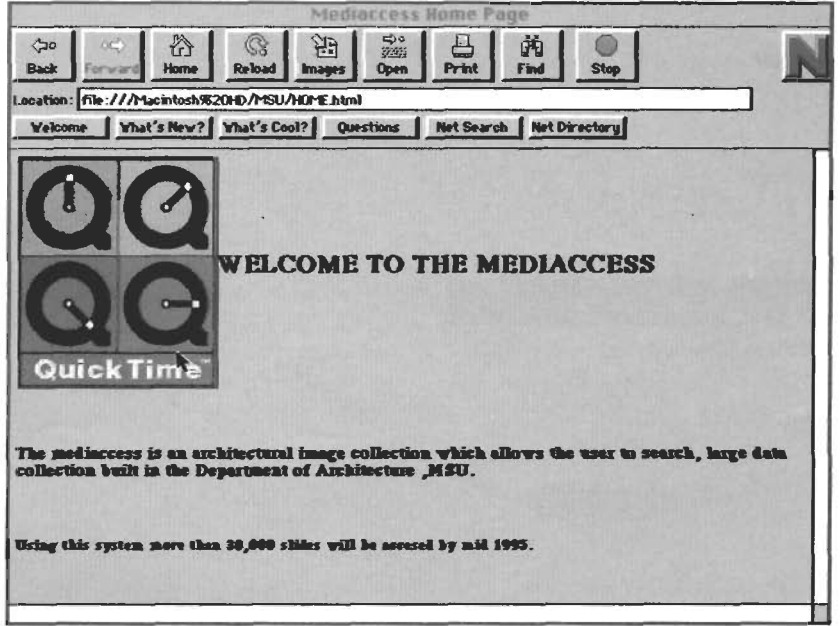 Mediaccess Home Page
Back Forward Home Reload Images Open Print Find Stop
N
Location: file:///Macintosh%20HD/MSU/HOME.html
Welcome What's New? What's Cool? Questions Net Search Net Directory
WELCOME TO THE MEDIACCESS
QuickTime™
The mediaccess is an architectural image collection which allows the user to search, large data
collection built in the Department of Architecture ,MSU.
Using this system more than 30,000 slides will be accesed by mid 1995.